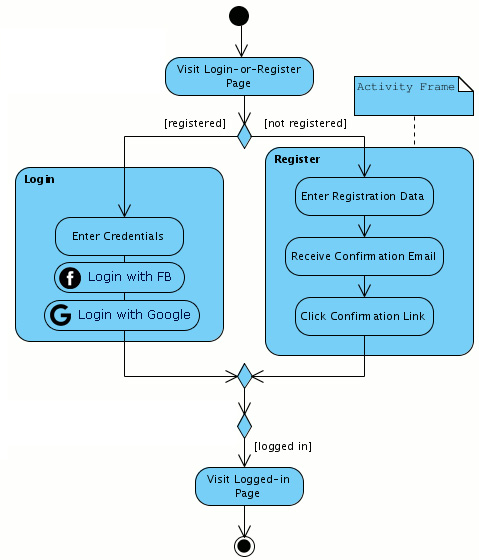 Visit Login-or-Register
Page
Activity Frame
[registered]
[not registered]
Login
Register
Enter Credentials
Login with FB
Login with Google
Enter Registration Data
Receive Confirmation Email
Click Confirmation Link
[logged in]
Visit Logged-in
Page